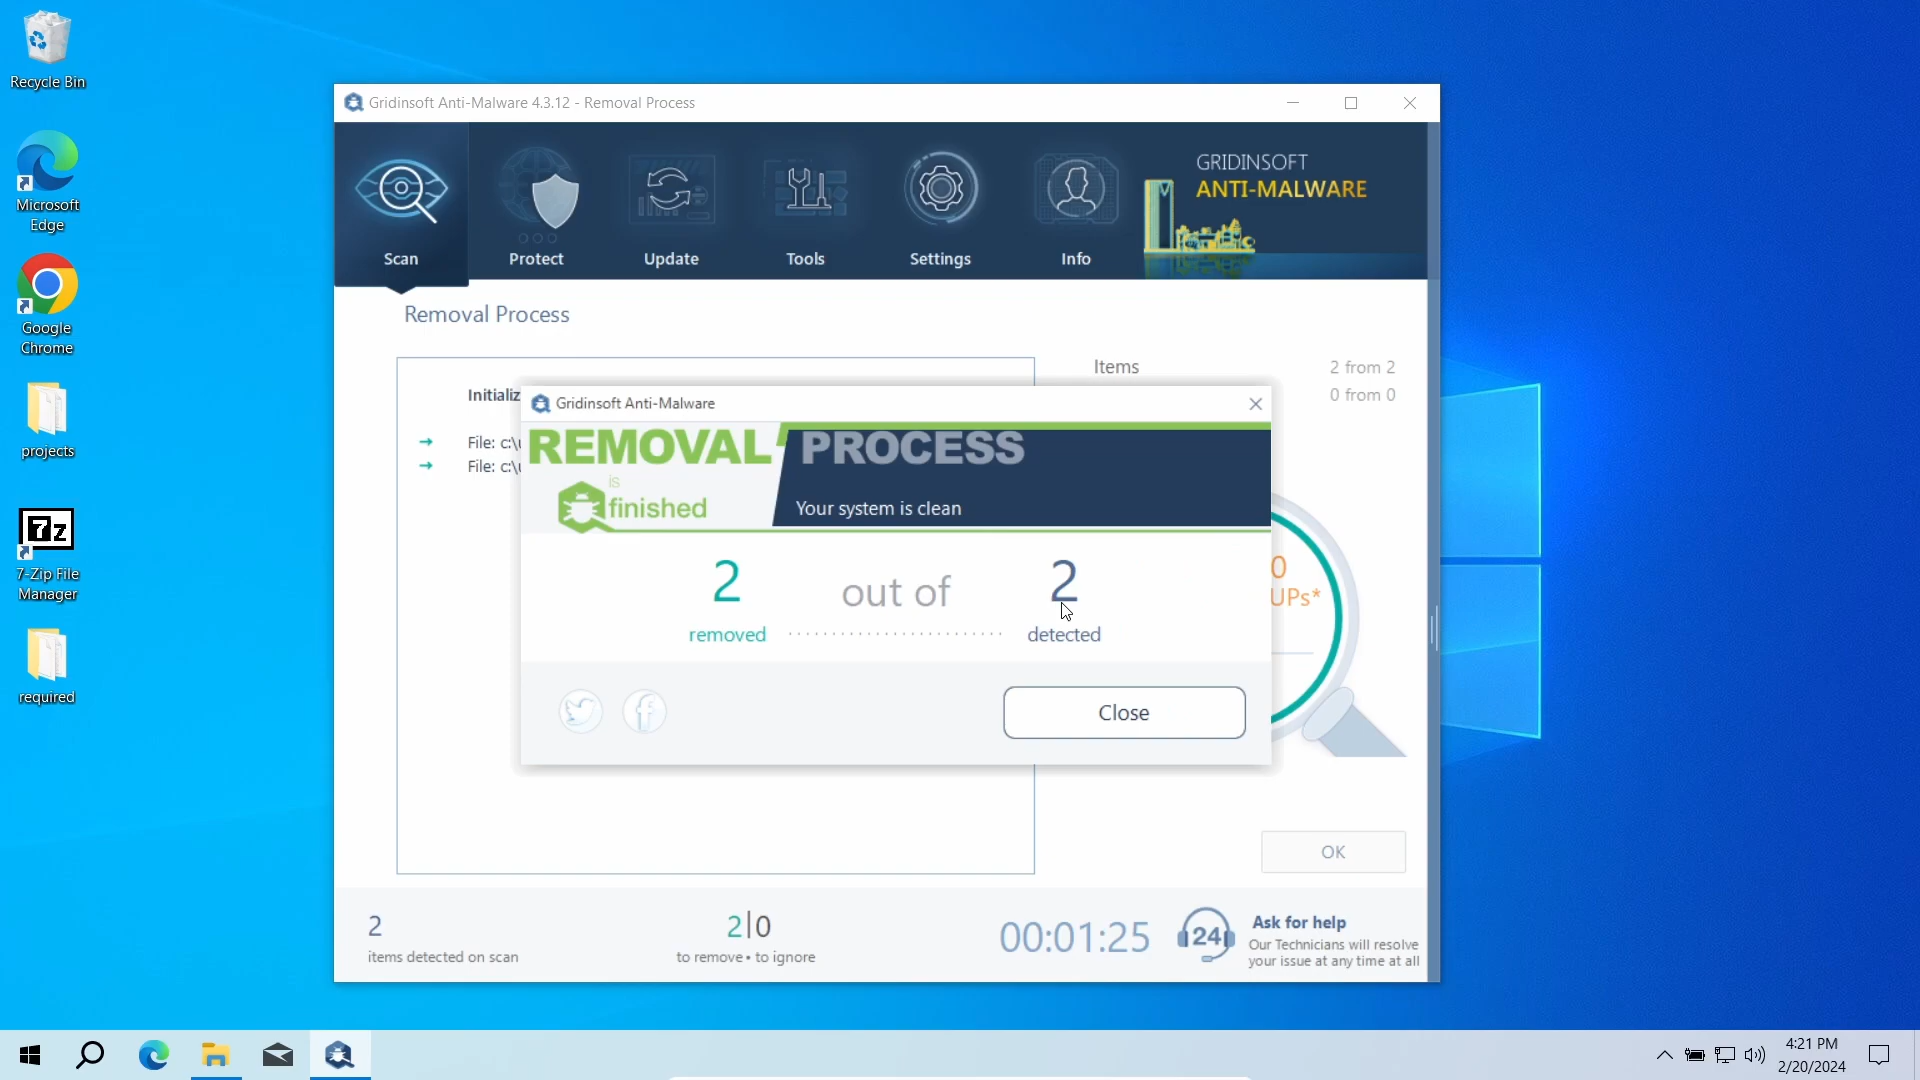 Recycle Bin
Microsoft
Edge
Google
Chrome
projects
7z
7-Zip File
Manager
required
Gridinsoft Anti-Malware 4.3.12 - Removal Process
Scan
Protect
Update
Tools
Settings
Info
GRIDINSOFT
ANTI-MALWARE
Removal Process
Items
2 from 2
0 from 0
File: c:\
File: c:\
Gridinsoft Anti-Malware
REMOVAL PROCESS
is
finished
Your system is clean
2 out of 2
removed
detected
Close
0
UPs*
OK
2
items detected on scan
2|0
to remove • to ignore
00:01:25
24
Ask for help
Our Technicians will resolve
your issue at any time at all
4:21 PM
2/20/2024